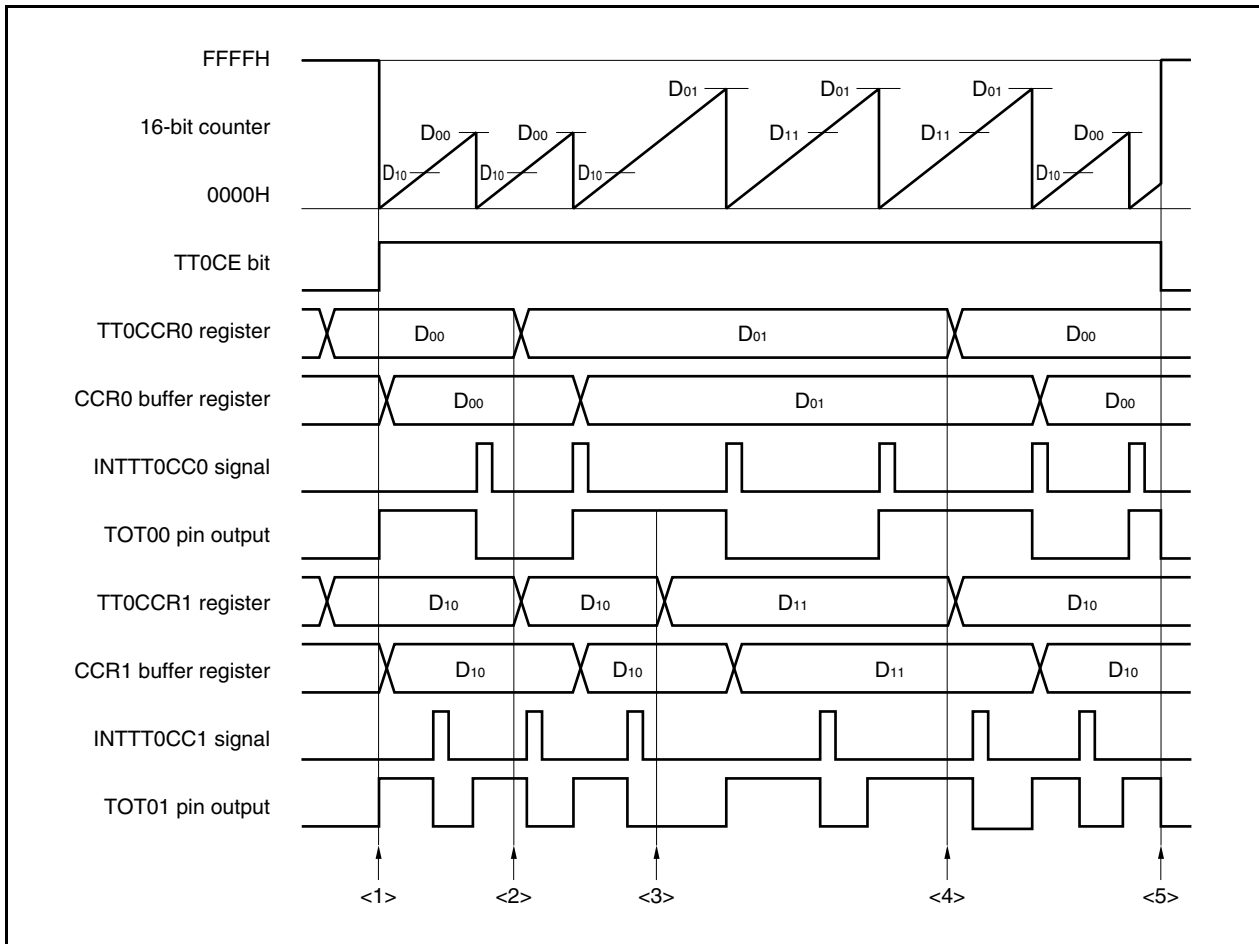 FFFFH
16-bit counter
0000H
D00 D00 D01 D01 D01 D00
D10 D10 D10 D11 D11 D10
TT0CE bit
TT0CCR0 register D00 D01 D00
CCR0 buffer register D00 D01 D00
INTTT0CC0 signal
TOT00 pin output
TT0CCR1 register D10 D10 D11 D10
CCR1 buffer register D10 D10 D11 D10
INTTT0CC1 signal
TOT01 pin output
<1> <2> <3> <4> <5>